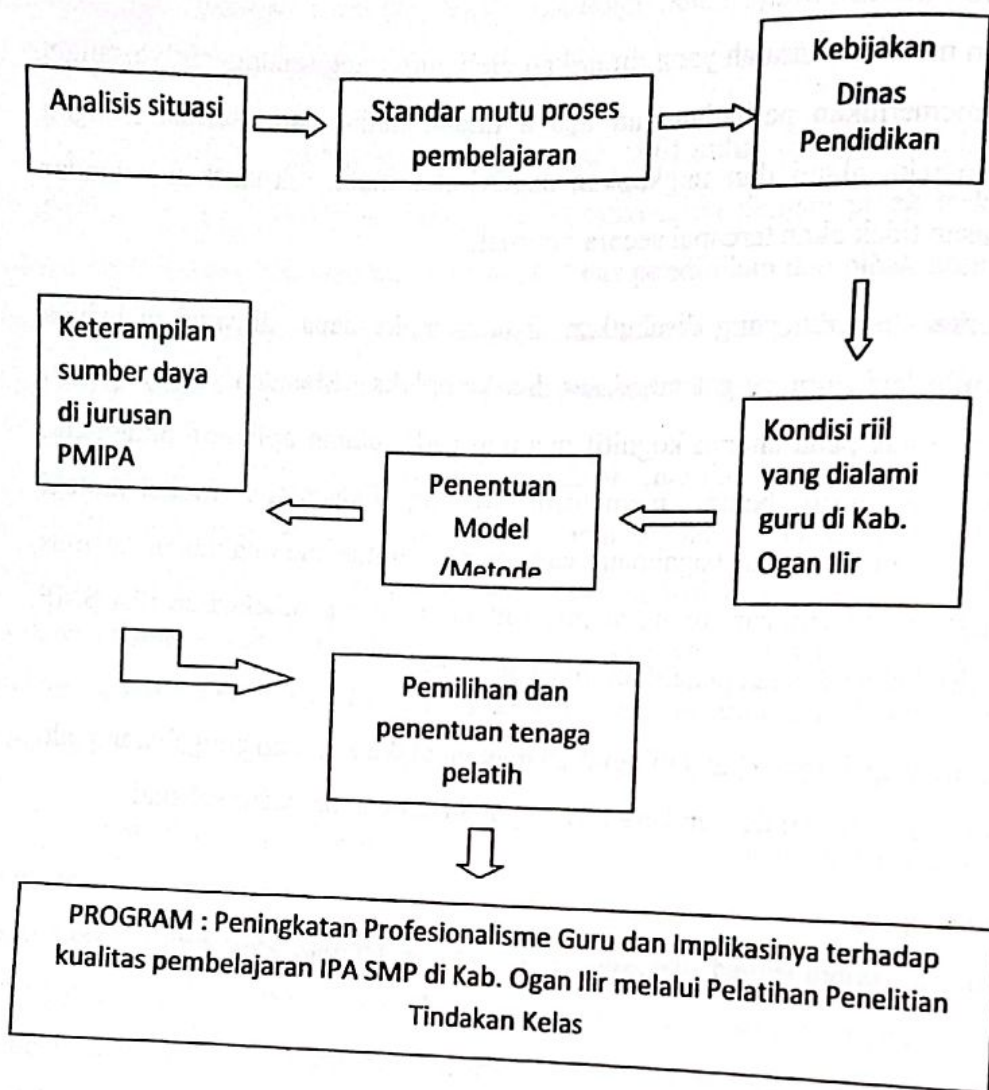 Analisis situasi
Standar mutu proses
pembelajaran
Kebijakan
Dinas
Pendidikan
Kondisi riil
yang dialami
guru di Kab.
Ogan Ilir
Penentuan
Model
/Metode
Keterampilan
sumber daya
di jurusan
PMIPA
Pemilihan dan
penentuan tenaga
pelatih
PROGRAM : Peningkatan Profesionalisme Guru dan Implikasinya terhadap
kualitas pembelajaran IPA SMP di Kab. Ogan Ilir melalui Pelatihan Penelitian
Tindakan Kelas